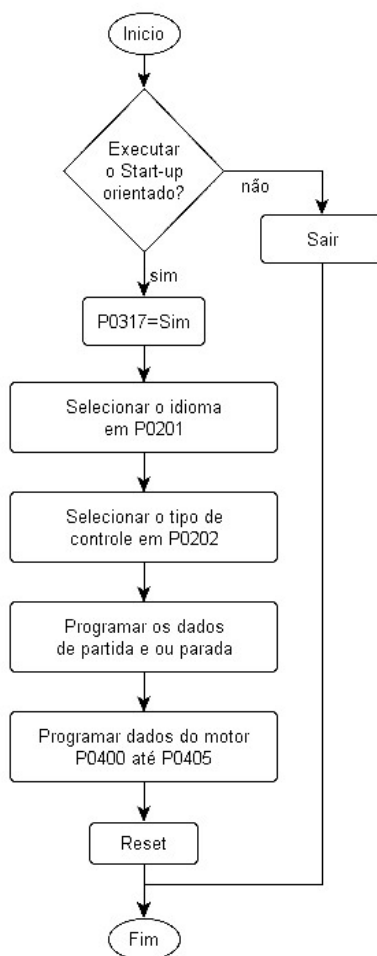 Inicio
Executar
o Start-up
orientado?
não
Sair
sim
P0317=Sim
Selecionar o idioma
em P0201
Selecionar o tipo de
controle em P0202
Programar os dados
de partida e ou parada
Programar dados do motor
P0400 até P0405
Reset
Fim